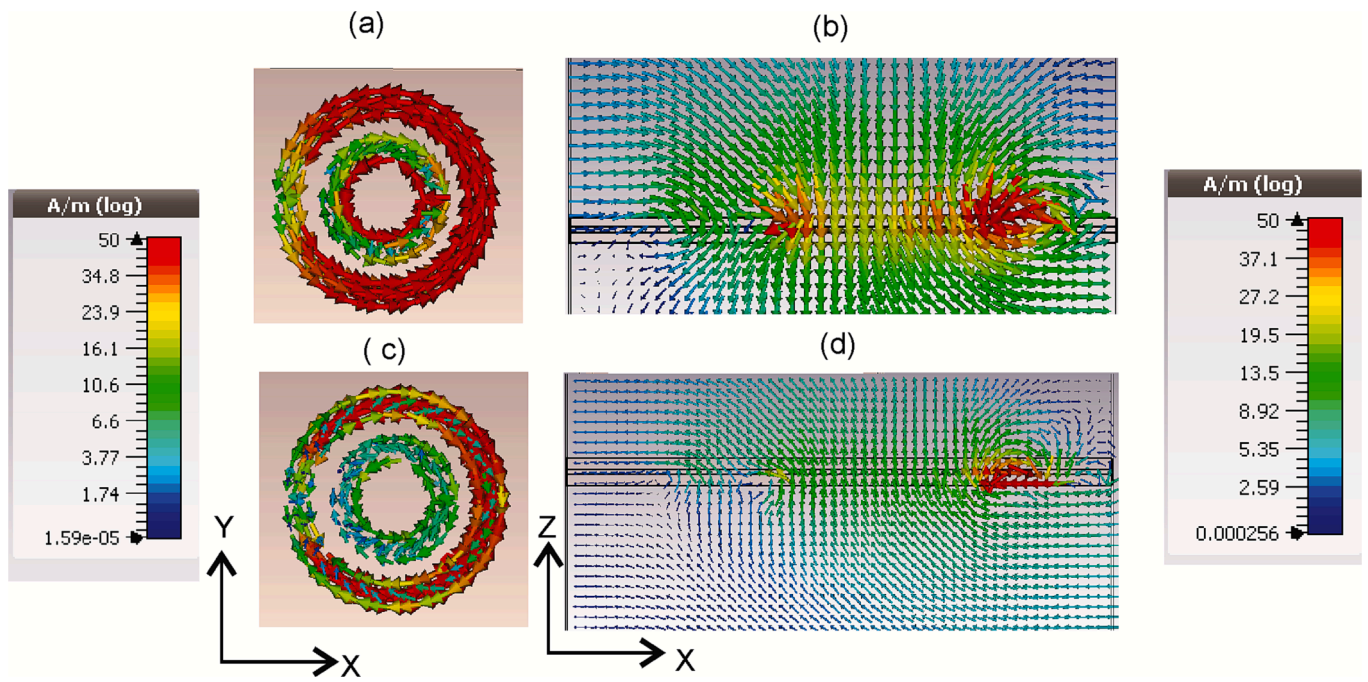 (a)
(b)
A/m (log)
50
34.8
23.9
16.1
10.6
6.6
3.77
1.74
1.59e-05
A/m (log)
50
37.1
27.2
19.5
13.5
8.92
5.35
2.59
0.000256
( c)
(d)
Y
X
Z
X